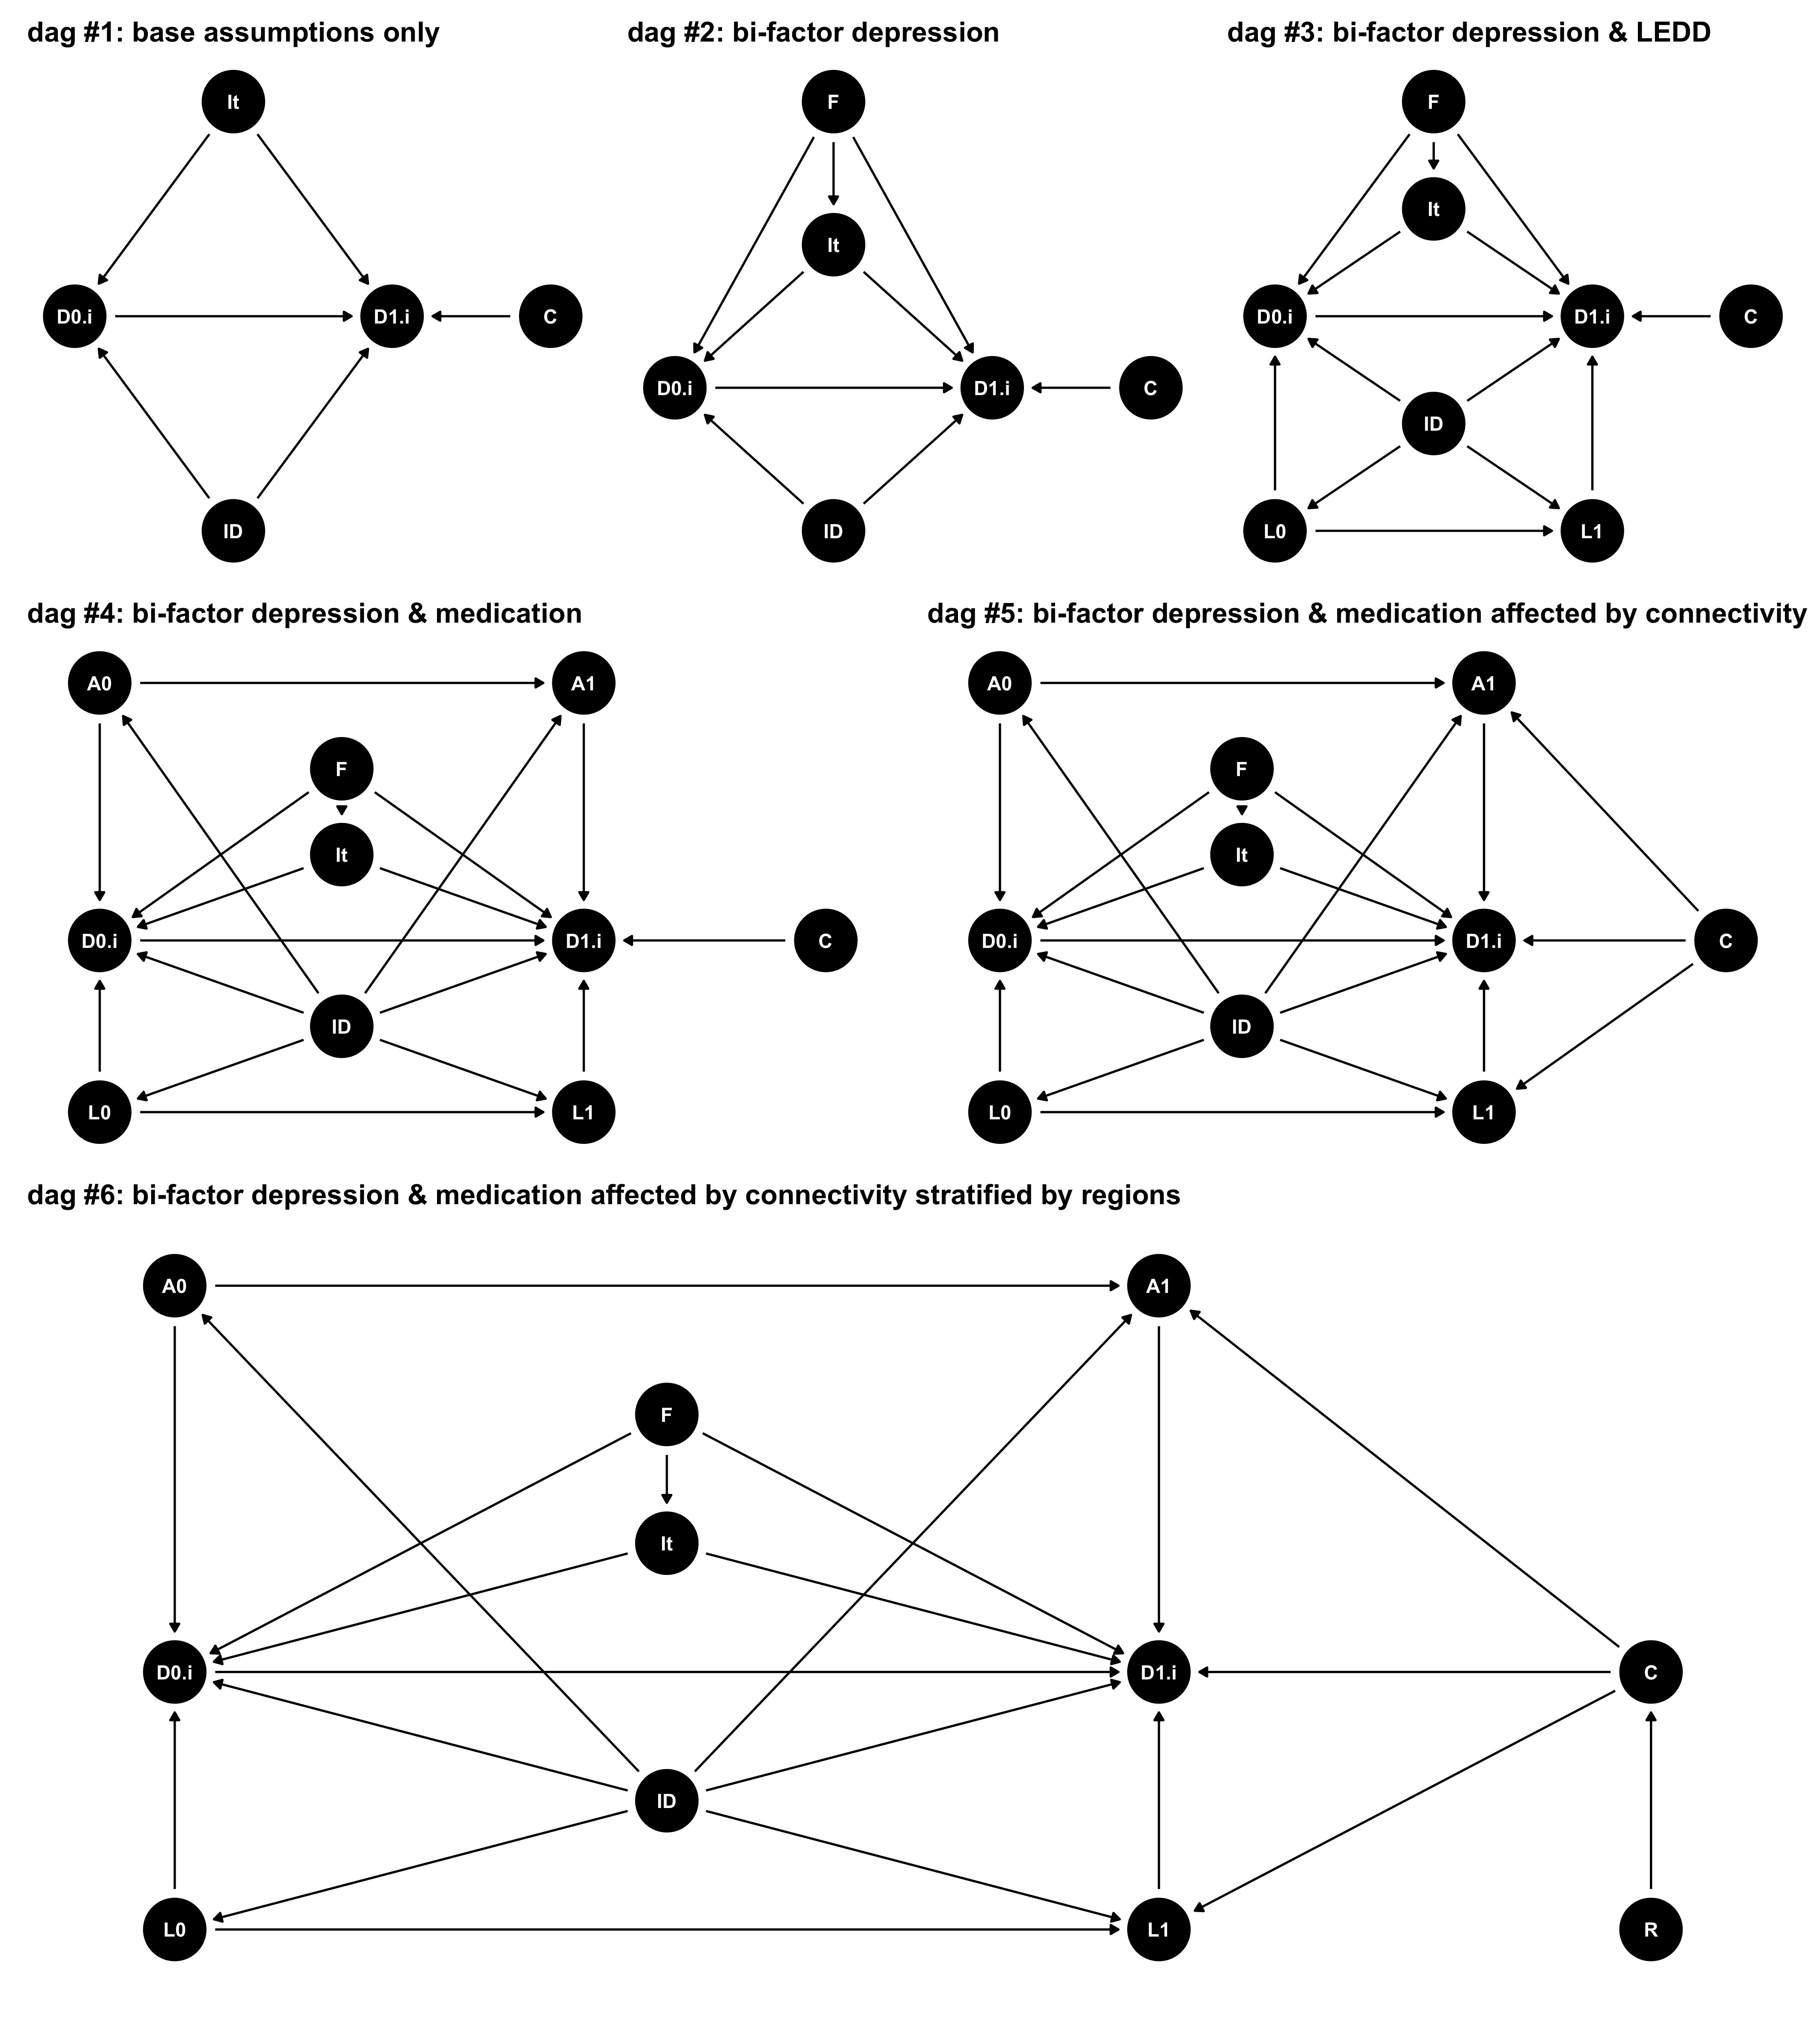 dag #1: base assumptions only
It
D0.i
D1.i
C
ID
dag #2: bi-factor depression
F
It
D0.i
D1.i
C
ID
dag #3: bi-factor depression & LEDD
F
It
D0.i
D1.i
C
ID
L0
L1
dag #4: bi-factor depression & medication
A0
A1
F
It
D0.i
D1.i
C
ID
L0
L1
dag #5: bi-factor depression & medication affected by connectivity
A0
A1
F
It
D0.i
D1.i
C
ID
L0
L1
dag #6: bi-factor depression & medication affected by connectivity stratified by regions
A0
A1
F
It
D0.i
D1.i
C
ID
L0
L1
R